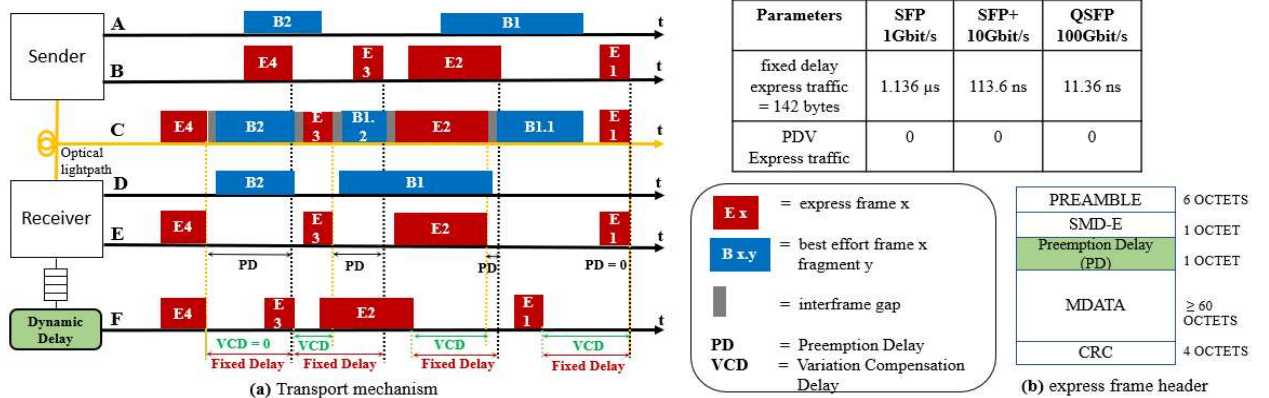 A
B2
B1
t
Sender
B
E4
E
3
E2
E
1
t
C
E4
B2
E
3
B1.
2
E2
B1.1
E
1
t
Optical
lightpath
D
B2
B1
t
Receiver
E
E4
E
3
E2
E
1
t
PD
PD
PD
PD = 0
Dynamic
Delay
F
E4
E
3
E2
E
1
t
VCD = 0
VCD
VCD
VCD
Fixed Delay
Fixed Delay
Fixed Delay
Fixed Delay
(a) Transport mechanism
Parameters
SFP
1Gbit/s
SFP+
10Gbit/s
QSFP
100Gbit/s
fixed delay
express traffic
= 142 bytes
1.136 µs
113.6 ns
11.36 ns
PDV
Express traffic
0
0
0
E x
= express frame x
B x.y
= best effort frame x
fragment y
= interframe gap
PD = Preemption Delay
VCD = Variation Compensation
Delay
PREAMBLE
6 OCTETS
SMD-E
1 OCTET
Preemption Delay
(PD)
1 OCTET
MDATA
≥ 60
OCTETS
CRC
4 OCTETS
(b) express frame header